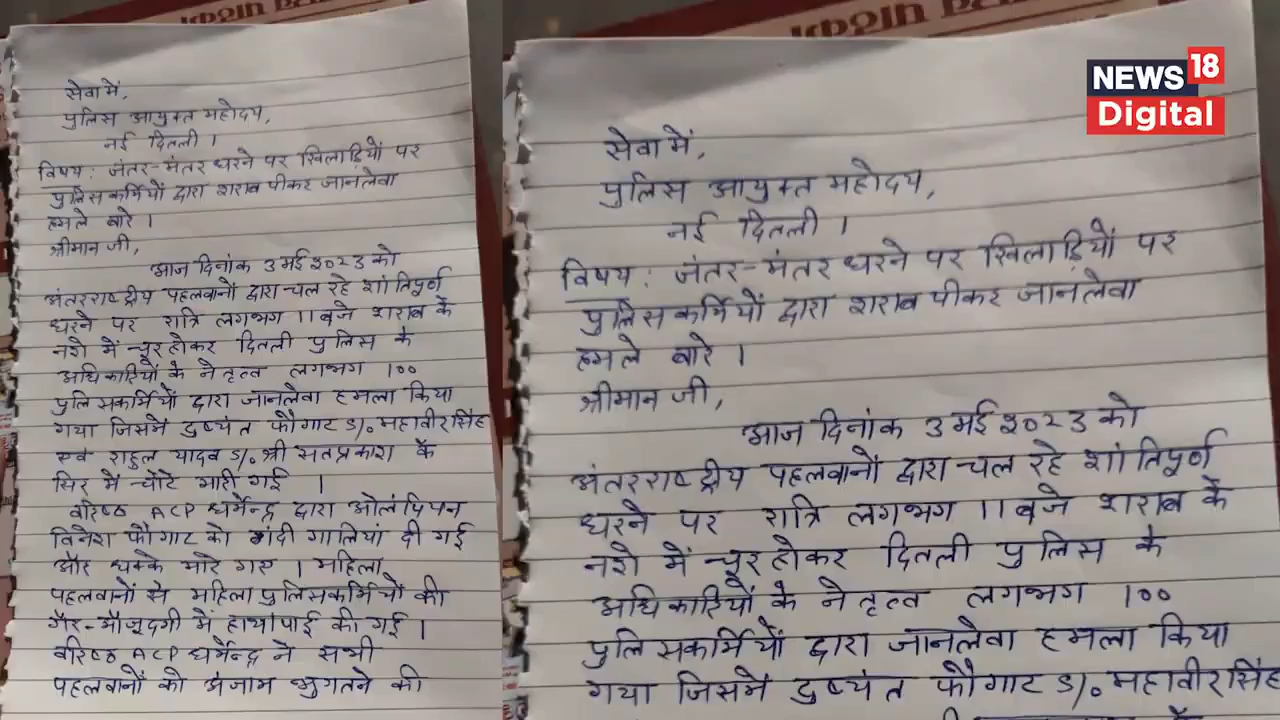 सेवा में,
पुलिस आयुक्त महोदय,
नई दिल्ली ।
विषय : जंतर-मंतर धरने पर खिलाड़ियों पर
पुलिसकर्मियों द्वारा शराब पीकर जानलेवा
हमले बारे ।
श्रीमान जी,
आज दिनांक 3 मई 2023 को
अंतरराष्ट्रीय पहलवानों द्वारा चल रहे शांतिपूर्ण
धरने पर रात्रि लगभग 11 बजे शराब के
नशे में चूर होकर दिल्ली पुलिस के
अधिकारियों के नेतृत्व लगभग 100
पुलिसकर्मियों द्वारा जानलेवा हमला किया
गया जिसमें दुष्यंत फौगाट S/o महावीर सिंह
एवं राहुल यादव S/o श्री सतप्रकाश के
सिर में चोटें मारी गई ।
वरिष्ठ ACP धर्मेन्द्र द्वारा ओलंपियन
विनेश फौगाट को गंदी गालियां दी गई
और धक्के मारे गए । महिला
पहलवानों से महिला पुलिसकर्मियों की
गैर-मौजूदगी में हाथापाई की गई ।
वरिष्ठ ACP धर्मेन्द्र ने सभी
पहलवानों को अंजाम भुगतने की
NEWS 18
Digital
सेवा में,
पुलिस आयुक्त महोदय,
नई दिल्ली ।
विषय : जंतर-मंतर धरने पर खिलाड़ियों पर
पुलिसकर्मियों द्वारा शराब पीकर जानलेवा
हमले बारे ।
श्रीमान जी,
आज दिनांक 3 मई 2023 को
अंतरराष्ट्रीय पहलवानों द्वारा चल रहे शांतिपूर्ण
धरने पर रात्रि लगभग 11 बजे शराब के
नशे में चूर होकर दिल्ली पुलिस के
अधिकारियों के नेतृत्व लगभग 100
पुलिसकर्मियों द्वारा जानलेवा हमला किया
गया जिसमें दुष्यंत फौगाट S/o महावीर सिंह